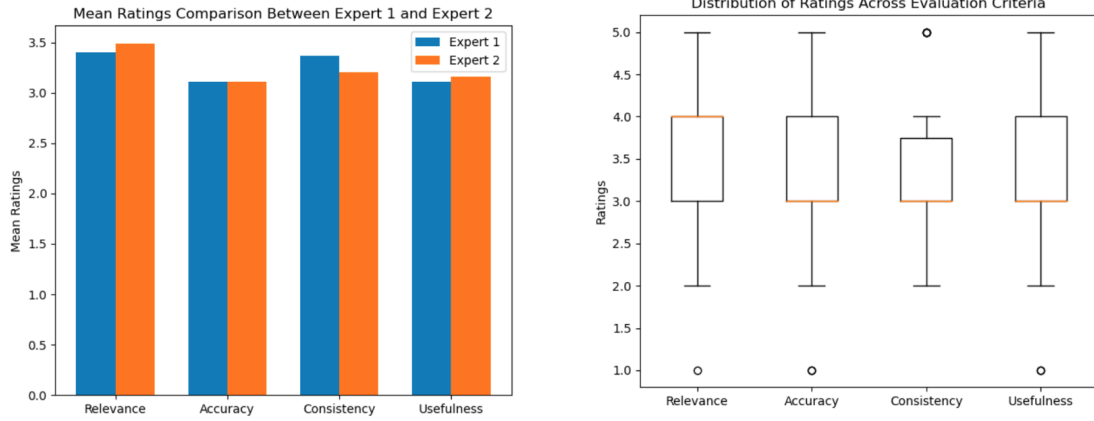 Mean Ratings Comparison Between Expert 1 and Expert 2
Expert 1
Expert 2
Mean Ratings
3.5
3.0
2.5
2.0
1.5
1.0
0.5
0.0
Relevance Accuracy Consistency Usefulness
Distribution of Ratings Across Evaluation Criteria
Ratings
5.0
4.5
4.0
3.5
3.0
2.5
2.0
1.5
1.0
Relevance Accuracy Consistency Usefulness